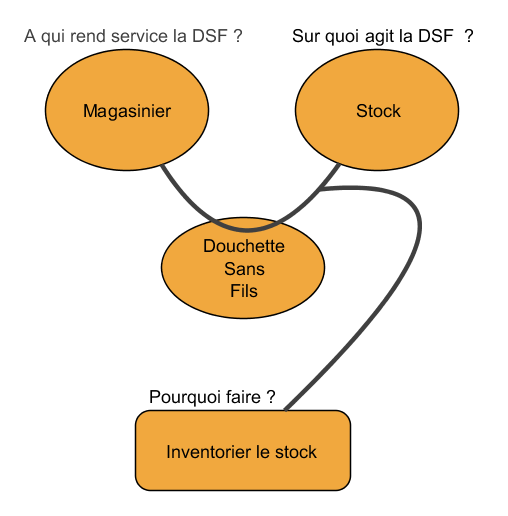 A qui rend service la DSF ?
Sur quoi agit la DSF ?
Magasinier
Stock
Douchette
Sans
Fils
Pourquoi faire ?
Inventorier le stock